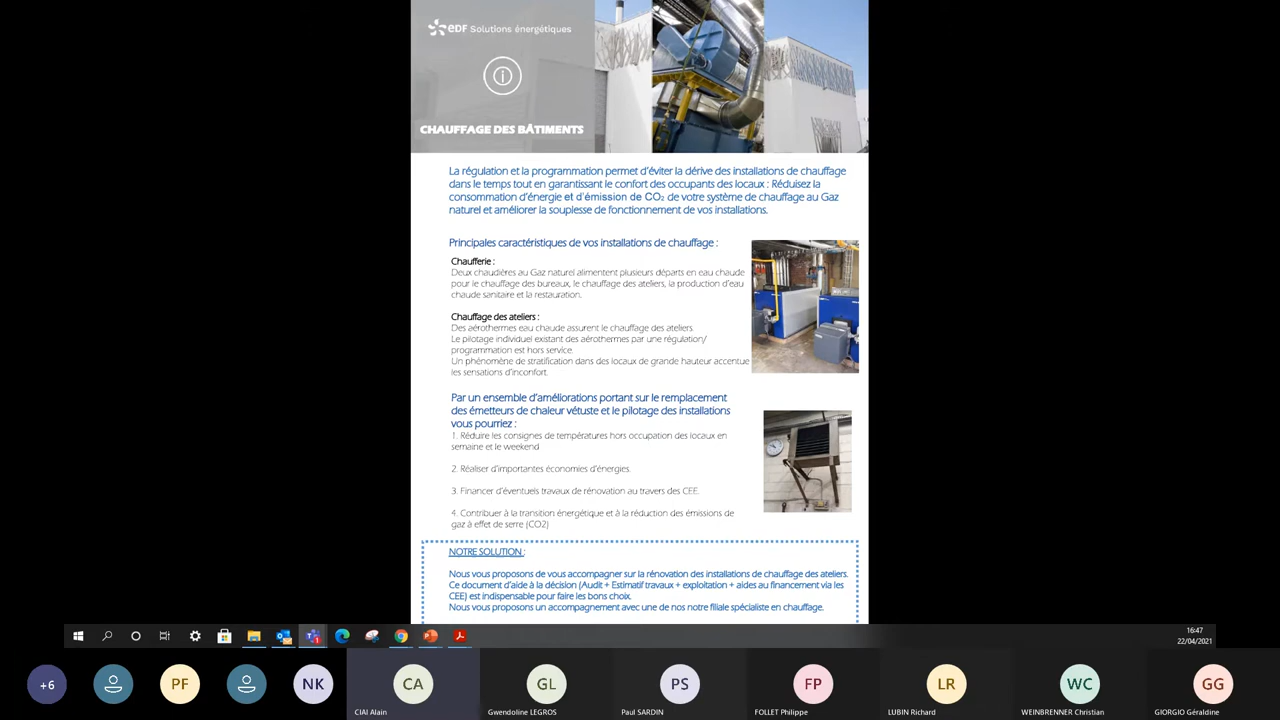 eDF Solutions énergétiques
CHAUFFAGE DES BÂTIMENTS
La régulation et la programmation permet d'éviter la dérive des installations de chauffage
dans le temps tout en garantissant le confort des occupants des locaux : Réduisez la
consommation d'énergie et d'émission de CO₂ de votre système de chauffage au Gaz
naturel et améliorer la souplesse de fonctionnement de vos installations.
Principales caractéristiques de vos installations de chauffage :
Chaufferie :
Deux chaudières au Gaz naturel alimentent plusieurs départs en eau chaude
pour le chauffage des bureaux, le chauffage des ateliers, la production d'eau
chaude sanitaire et la restauration.
Chauffage des ateliers :
Des aérothermes eau chaude assurent le chauffage des ateliers.
Le pilotage individuel existant des aérothermes par une régulation/
programmation est hors service.
Un phénomène de stratification dans des locaux de grande hauteur accentue
les sensations d'inconfort.
Par un ensemble d'améliorations portant sur le remplacement
des émetteurs de chaleur vétuste et le pilotage des installations
vous pourriez :
1. Réduire les consignes de températures hors occupation des locaux en
semaine et le weekend
2. Réaliser d'importantes économies d'énergies.
3. Financer d'éventuels travaux de rénovation au travers des CEE.
4. Contribuer à la transition énergétique et à la réduction des émissions de
gaz à effet de serre (CO2)
NOTRE SOLUTION :
Nous vous proposons de vous accompagner sur la rénovation des installations de chauffage des ateliers.
Ce document d'aide à la décision (Audit + Estimatif travaux + exploitation + aides au financement via les
CEE) est indispensable pour faire les bons choix.
Nous vous proposons un accompagnement avec une de nos notre filiale spécialiste en chauffage.
16:47
22/04/2021
+6 PF NK CA GL PS FP LR WC GG
CIAI Alain Gwendoline LEGROS Paul SARDIN FOLLET Philippe LUBIN Richard WEINBRENNER Christian GIORGIO Géraldine